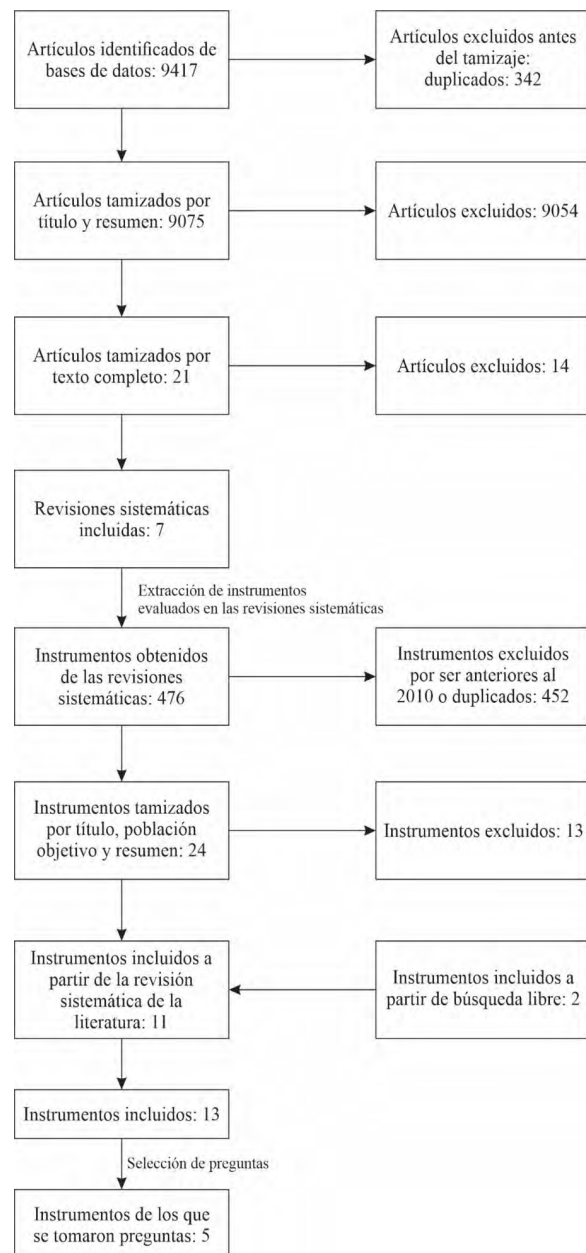 Artículos identificados de
bases de datos: 9417
Artículos excluidos antes
del tamizaje:
duplicados: 342
Artículos tamizados por
título y resumen: 9075
Artículos excluidos: 9054
Artículos tamizados por
texto completo: 21
Artículos excluidos: 14
Revisiones sistemáticas
incluidas: 7
Extracción de instrumentos
evaluados en las revisiones sistemáticas
Instrumentos obtenidos
de las revisiones
sistemáticas: 476
Instrumentos excluidos
por ser anteriores al
2010 o duplicados: 452
Instrumentos tamizados
por título, población
objetivo y resumen: 24
Instrumentos excluidos: 13
Instrumentos incluidos a
partir de la revisión
sistemática de la
literatura: 11
Instrumentos incluidos a
partir de búsqueda libre: 2
Instrumentos incluidos: 13
Selección de preguntas
Instrumentos de los que
se tomaron preguntas: 5